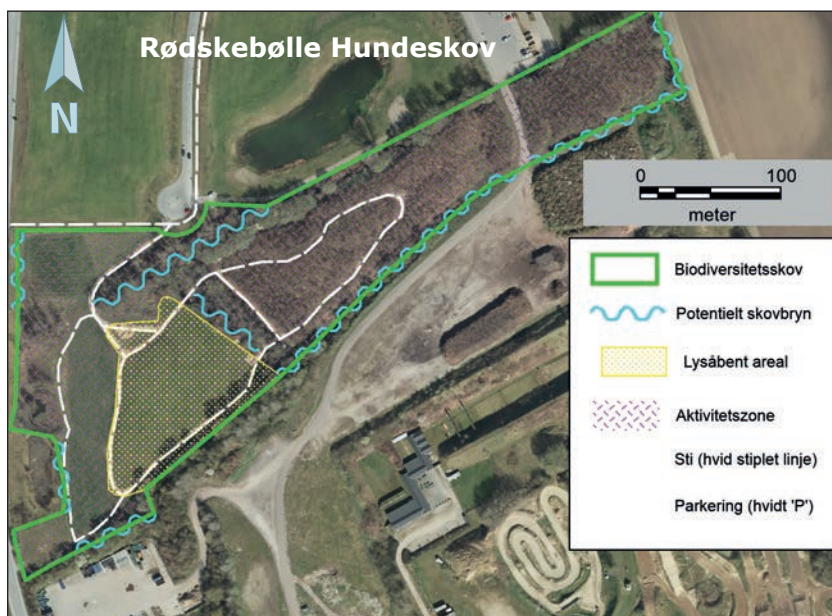 Rødskebølle Hundeskov
N
0 100
meter
Biodiversitetsskov
Potentielt skovbryn
Lysåbent areal
Aktivitetszone
Sti (hvid stiplet linje)
Parkering (hvidt 'P')